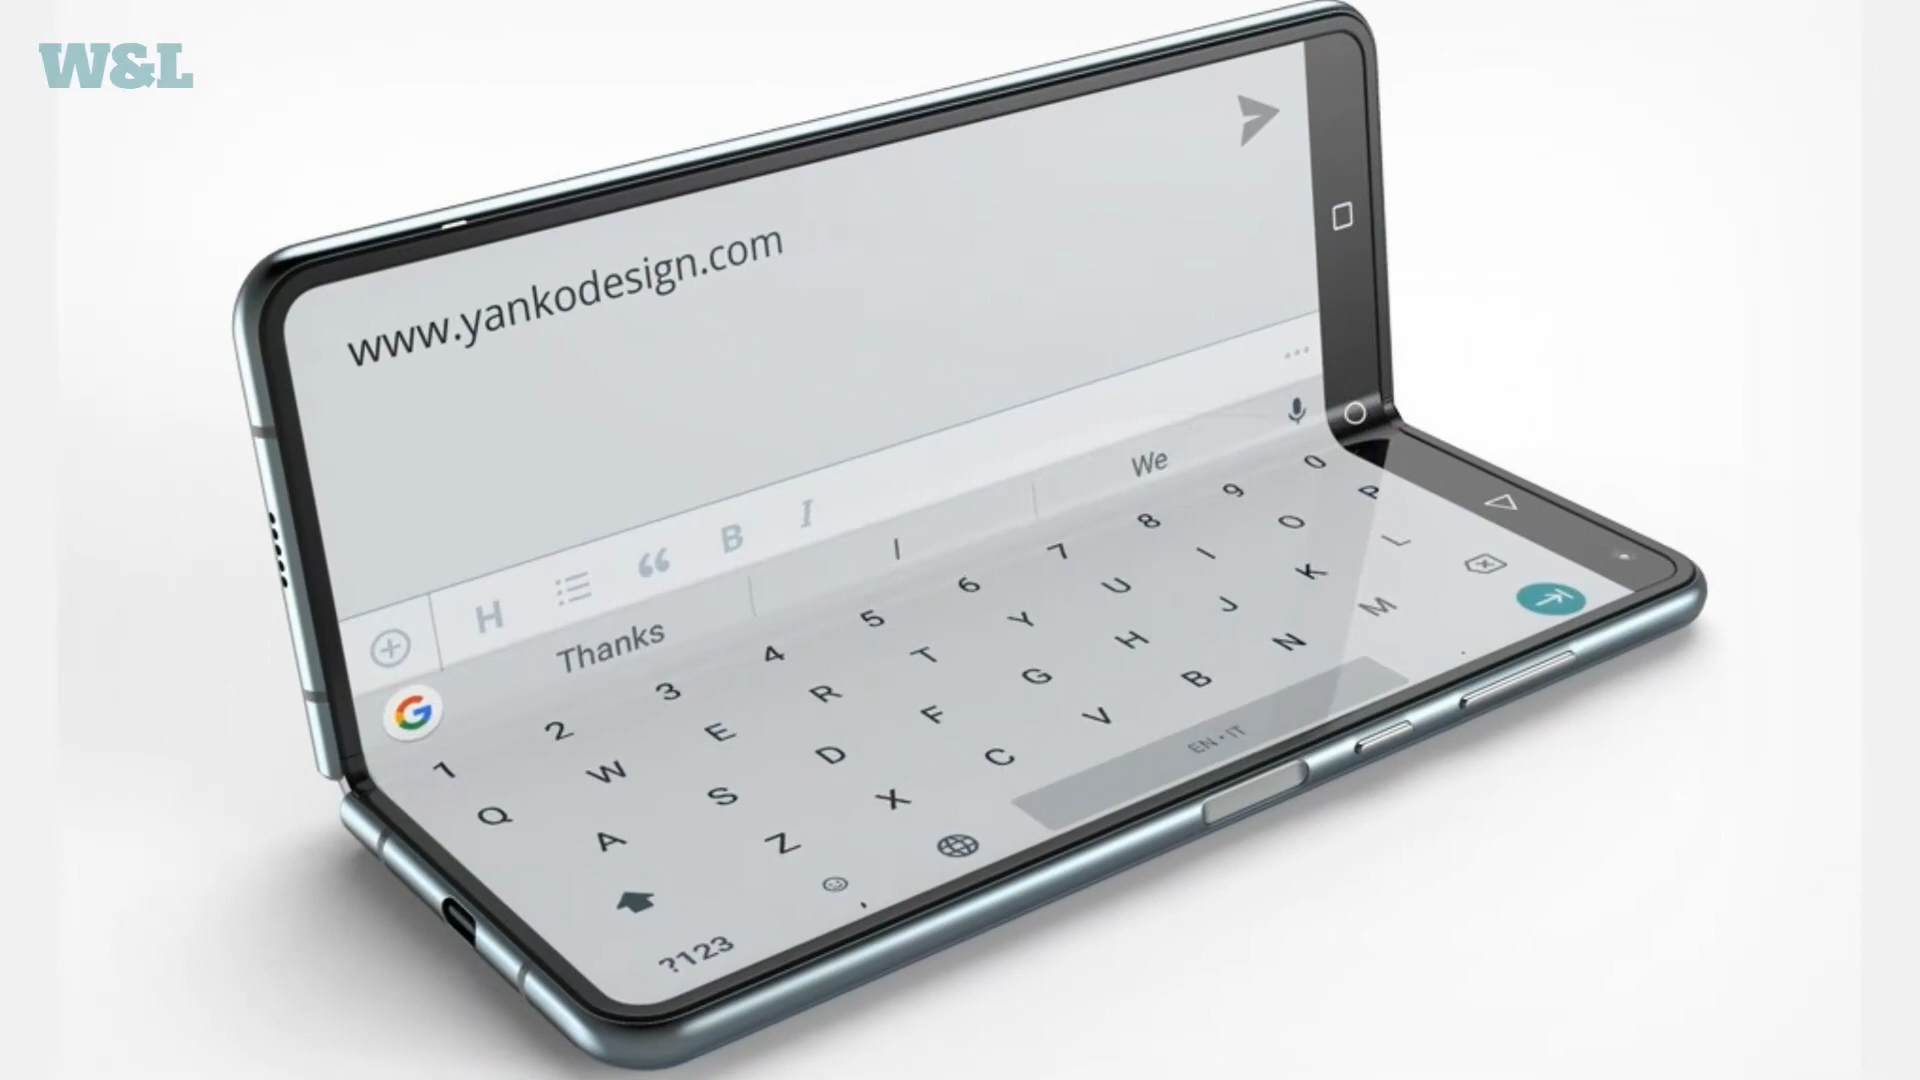 W&L
www.yankodesign.com
H B I
Thanks I We
G
1 2 3 4 5 6 7 8 9 0
Q W E R T Y U I O P
A S D F G H J K L
Z X C V B N M
?123 , EN • IT .